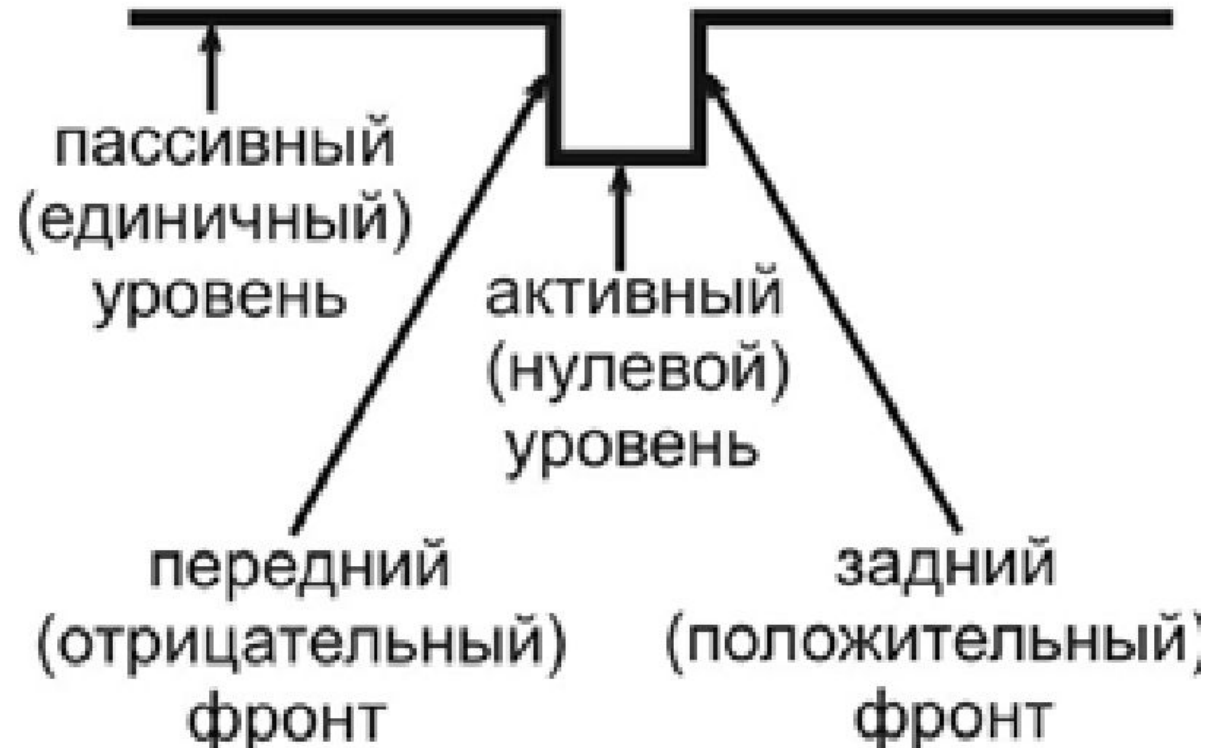 пассивный
(единичный)
уровень
активный
(нулевой)
уровень
передний
(отрицательный)
фронт
задний
(положительный)
фронт